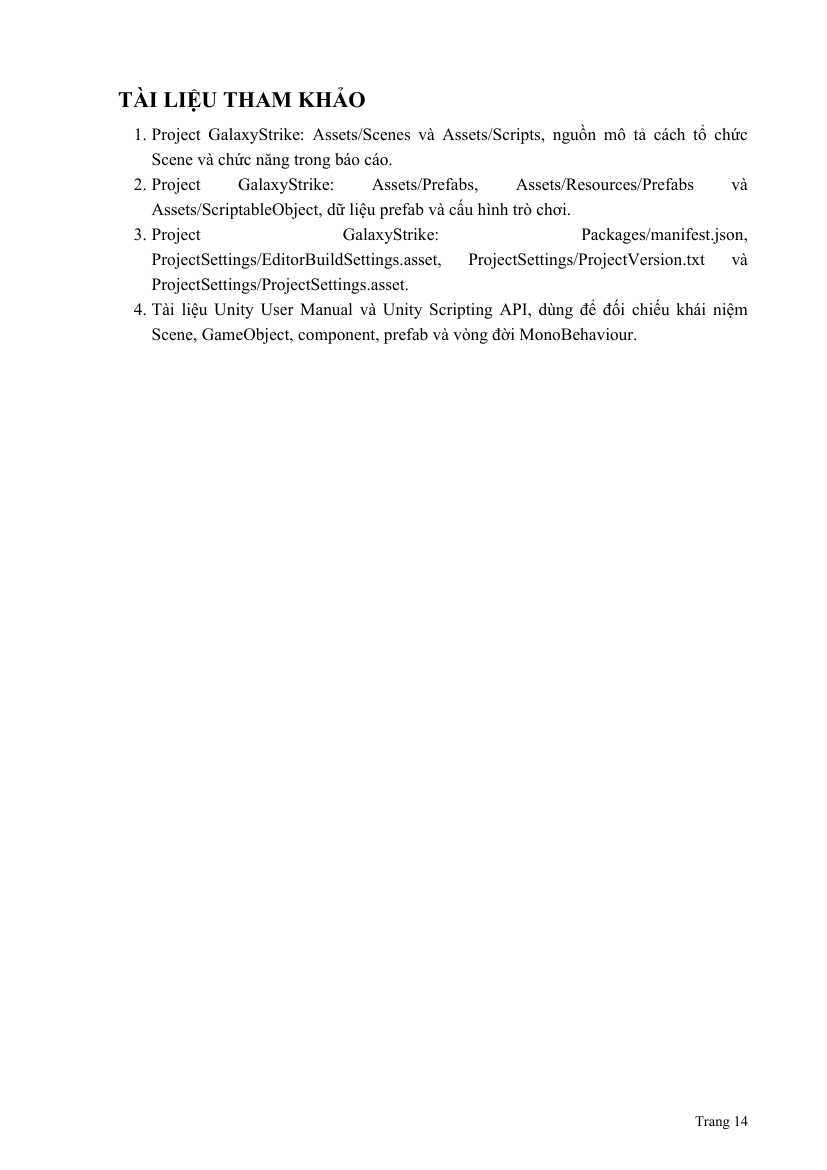 TÀI LIỆU THAM KHẢO
1. Project GalaxyStrike: Assets/Scenes và Assets/Scripts, nguồn mô tả cách tổ chức
Scene và chức năng trong báo cáo.
2. Project GalaxyStrike: Assets/Prefabs, Assets/Resources/Prefabs và
Assets/ScriptableObject, dữ liệu prefab và cấu hình trò chơi.
3. Project GalaxyStrike: Packages/manifest.json,
ProjectSettings/EditorBuildSettings.asset, ProjectSettings/ProjectVersion.txt và
ProjectSettings/ProjectSettings.asset.
4. Tài liệu Unity User Manual và Unity Scripting API, dùng để đối chiếu khái niệm
Scene, GameObject, component, prefab và vòng đời MonoBehaviour.
Trang 14